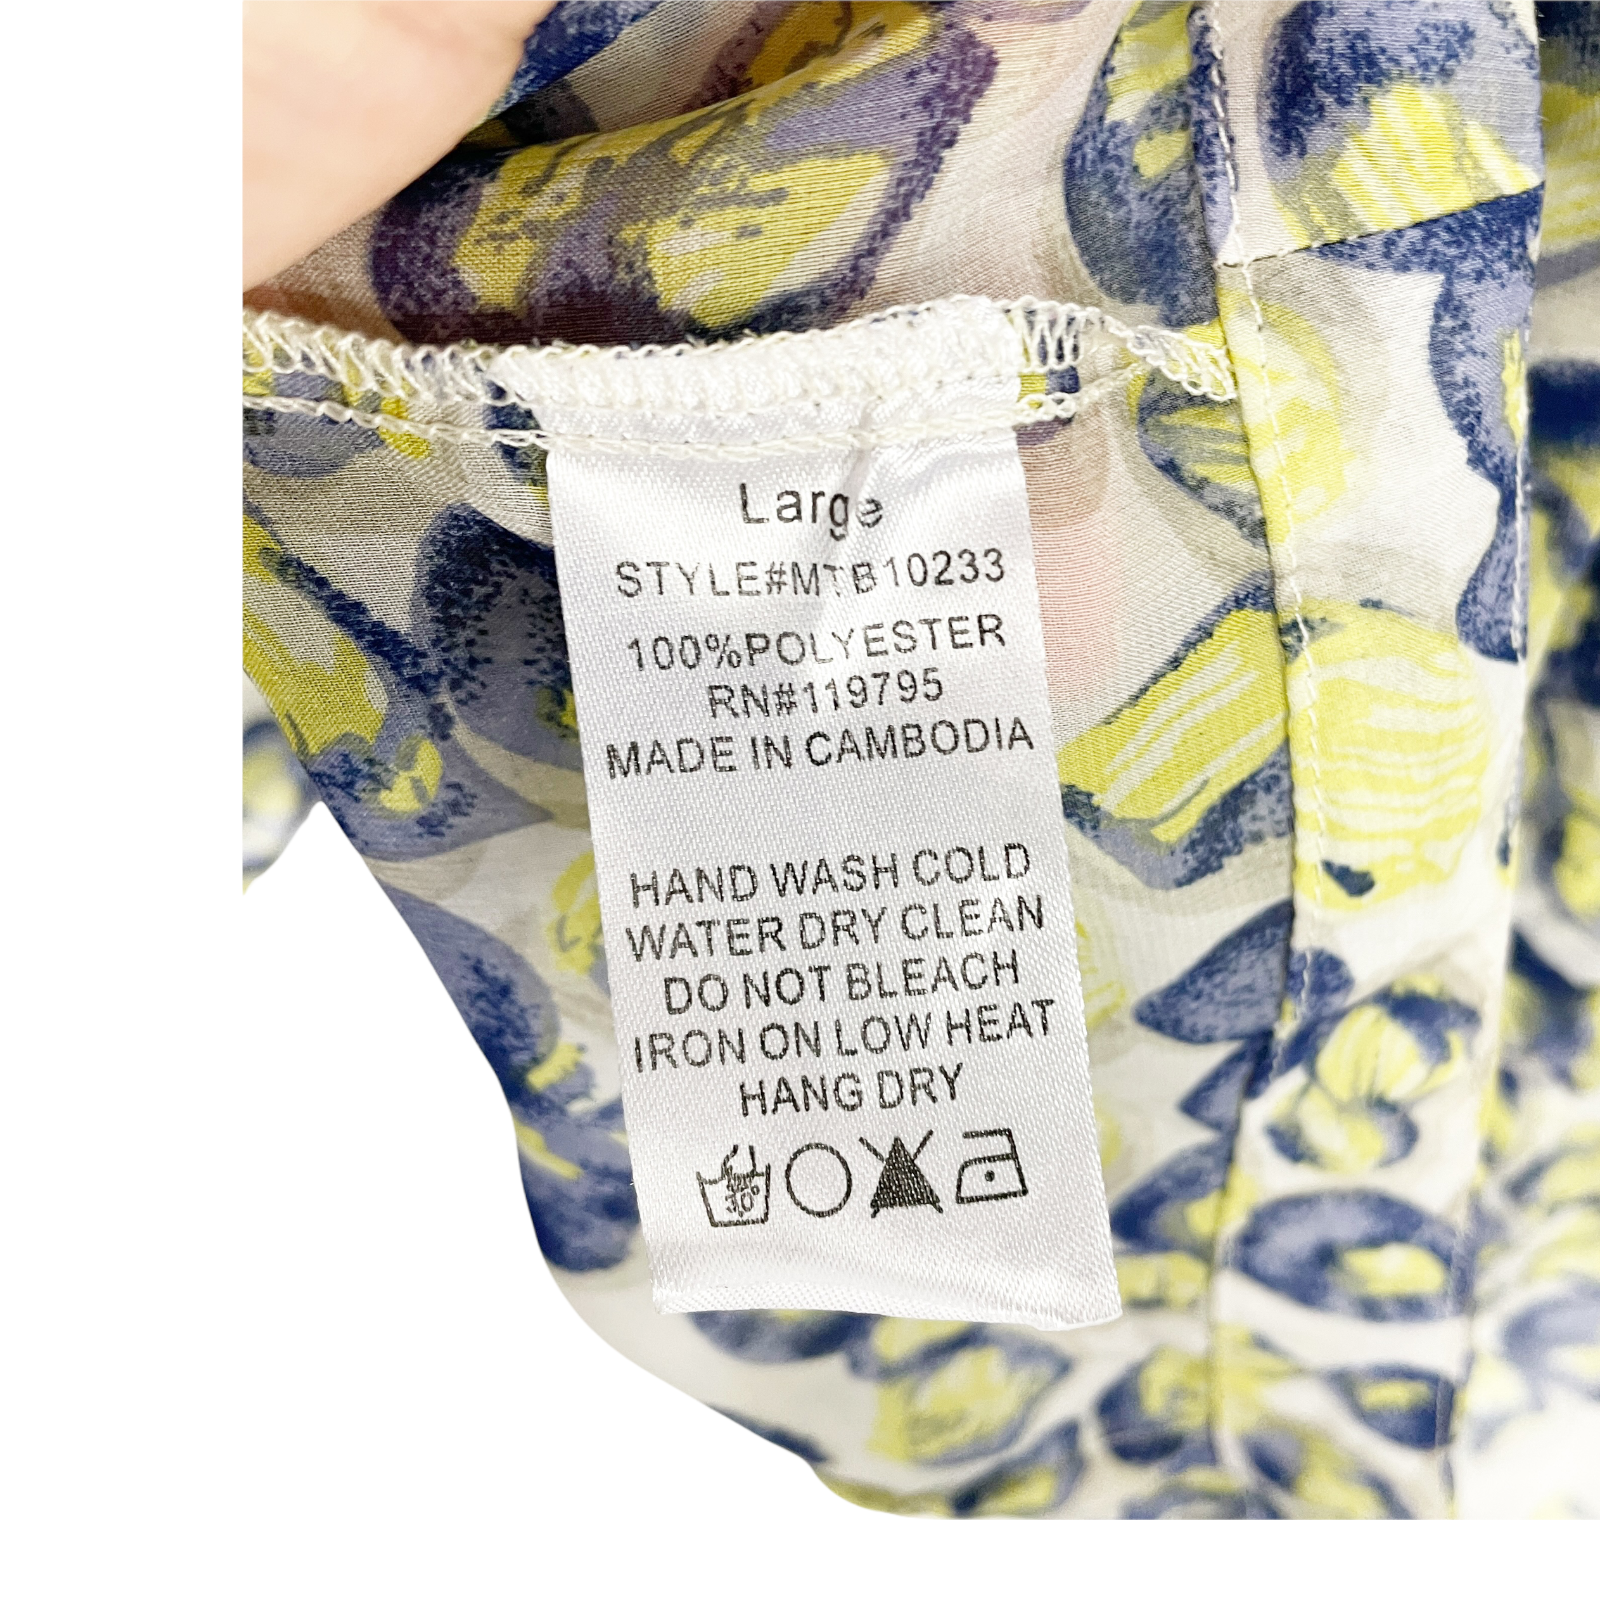 Large
STYLE#MTB10233
100%POLYESTER
RN#119795
MADE IN CAMBODIA
HAND WASH COLD
WATER DRY CLEAN
DO NOT BLEACH
IRON ON LOW HEAT
HANG DRY
30°